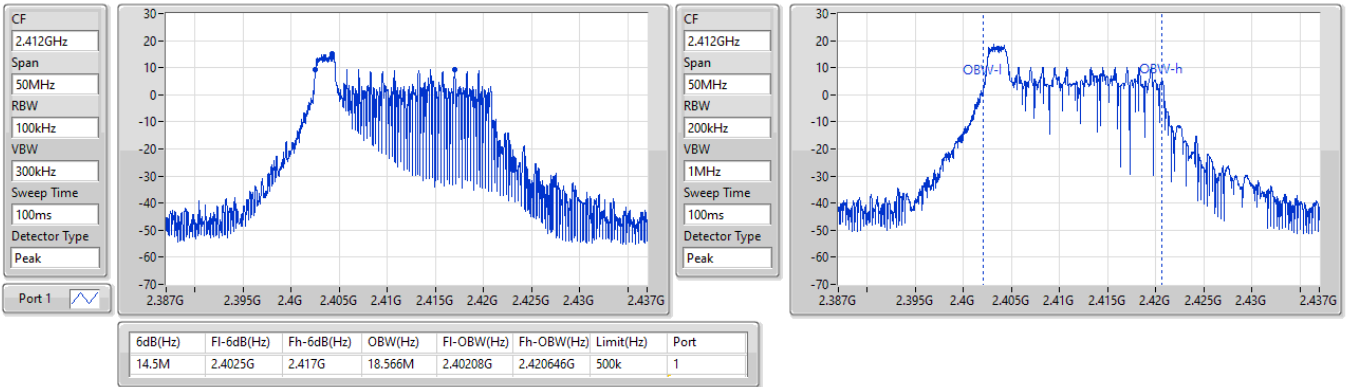 CF
2.412GHz
Span
50MHz
RBW
100kHz
VBW
300kHz
Sweep Time
100ms
Detector Type
Peak
Port 1
30
20
10
0
-10
-20
-30
-40
-50
-60
-70
2.387G 2.395G 2.4G 2.405G 2.41G 2.415G 2.42G 2.425G 2.43G 2.437G
CF
2.412GHz
Span
50MHz
RBW
200kHz
VBW
1MHz
Sweep Time
100ms
Detector Type
Peak
30
20
10
0
-10
-20
-30
-40
-50
-60
-70
OBW-l OBW-h
2.387G 2.395G 2.4G 2.405G 2.41G 2.415G 2.42G 2.425G 2.43G 2.437G
6dB(Hz) Fl-6dB(Hz) Fh-6dB(Hz) OBW(Hz) Fl-OBW(Hz) Fh-OBW(Hz) Limit(Hz) Port
14.5M 2.4025G 2.417G 18.566M 2.40208G 2.420646G 500k 1